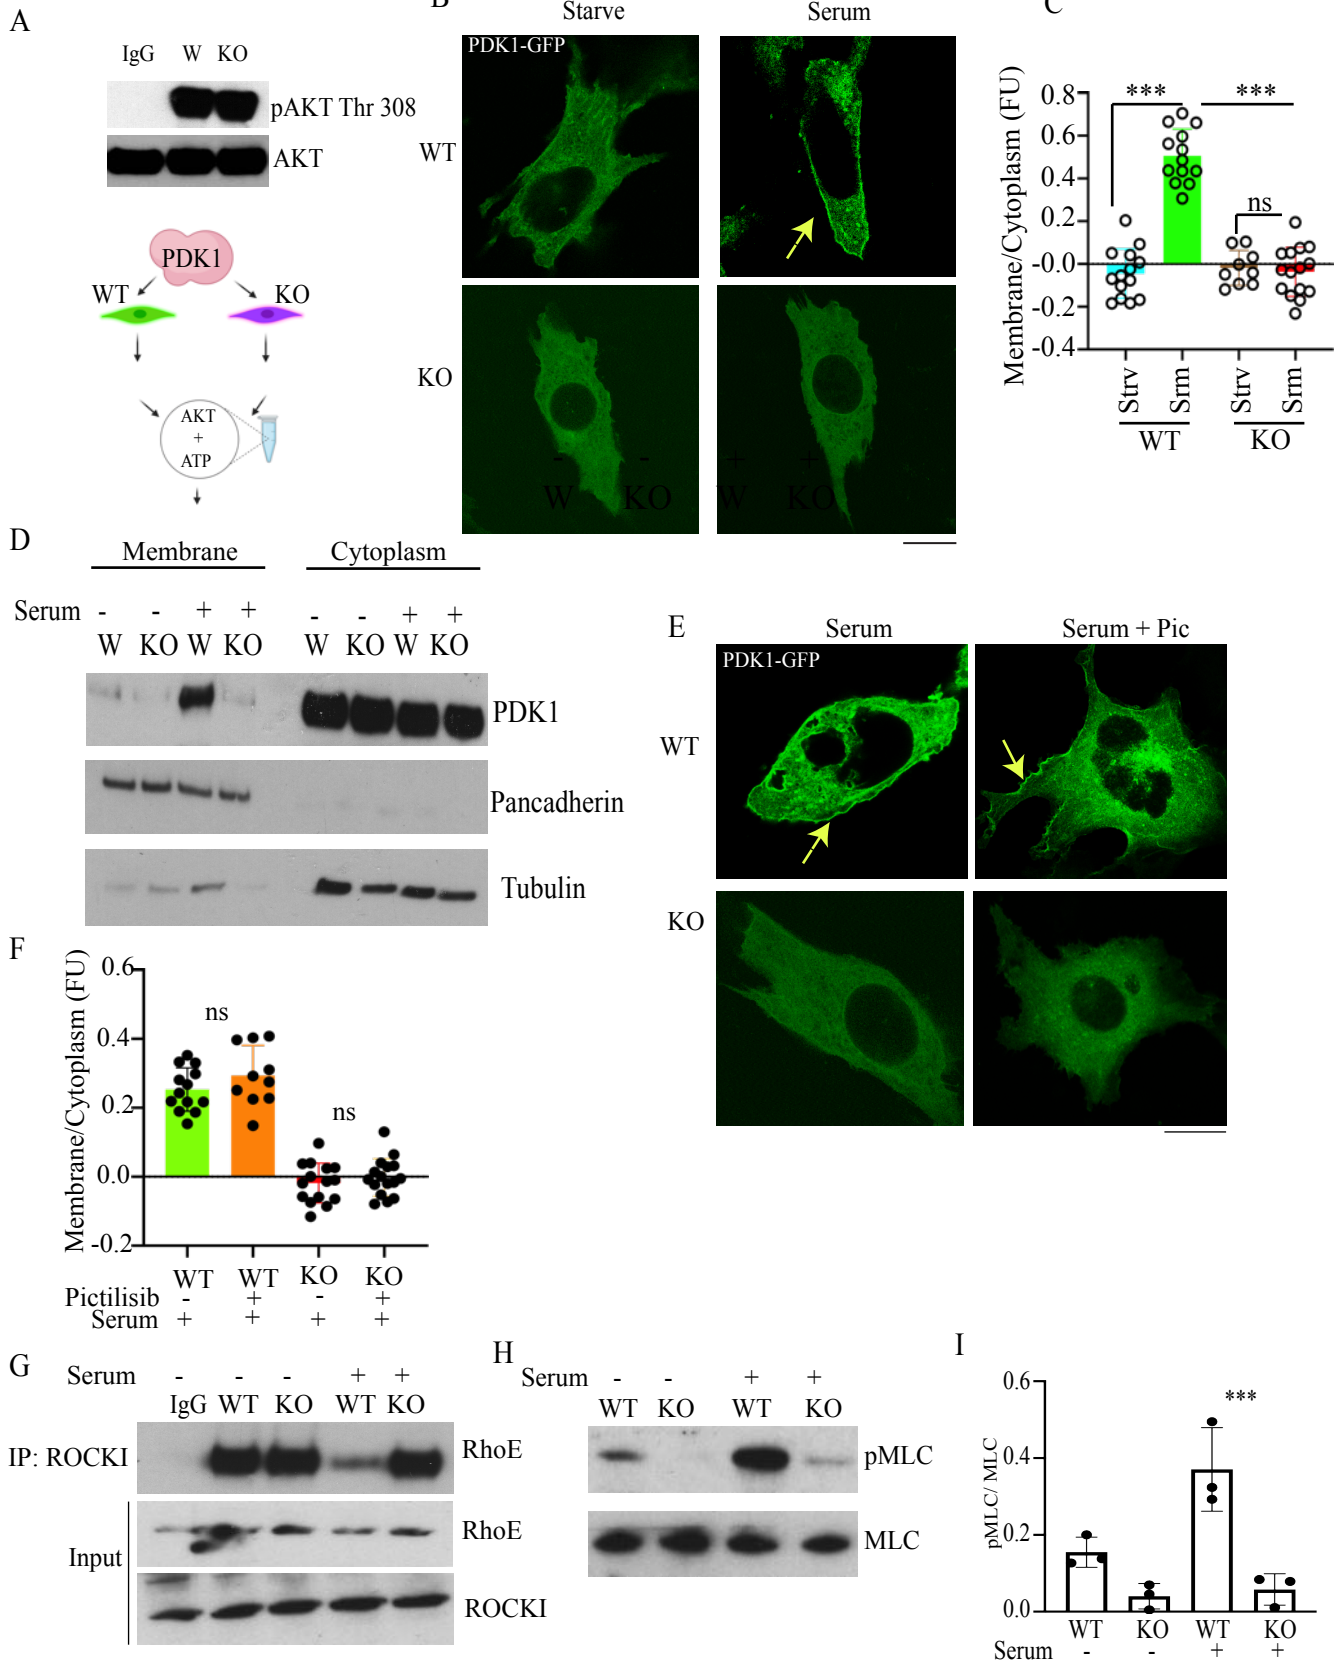 A
IgG W KO
pAKT Thr 308
AKT
PDK1
WT KO
AKT
+
ATP
B
Starve Serum
PDK1-GFP
WT
KO
- - + +
W KO W KO
C
Membrane/Cytoplasm (FU)
0.8
0.6
0.4
0.2
-0.0
-0.2
-0.4
*** ***
ns
Strv Srm Strv Srm
WT KO
D
Membrane Cytoplasm
Serum - - + + - - + +
W KO W KO W KO W KO
PDK1
Pancadherin
Tubulin
E
Serum Serum + Pic
PDK1-GFP
WT
KO
F
Membrane/Cytoplasm (FU)
0.6
0.4
0.2
0.0
-0.2
ns
ns
WT WT KO KO
Pictilisib - + - +
Serum + + + +
G
Serum - - - + +
IgG WT KO WT KO
IP: ROCKI RhoE
Input RhoE
ROCKI
H
Serum - - + +
WT KO WT KO
pMLC
MLC
I
pMLC/ MLC
0.6
0.4
0.2
0.0
***
WT KO WT KO
Serum - - + +